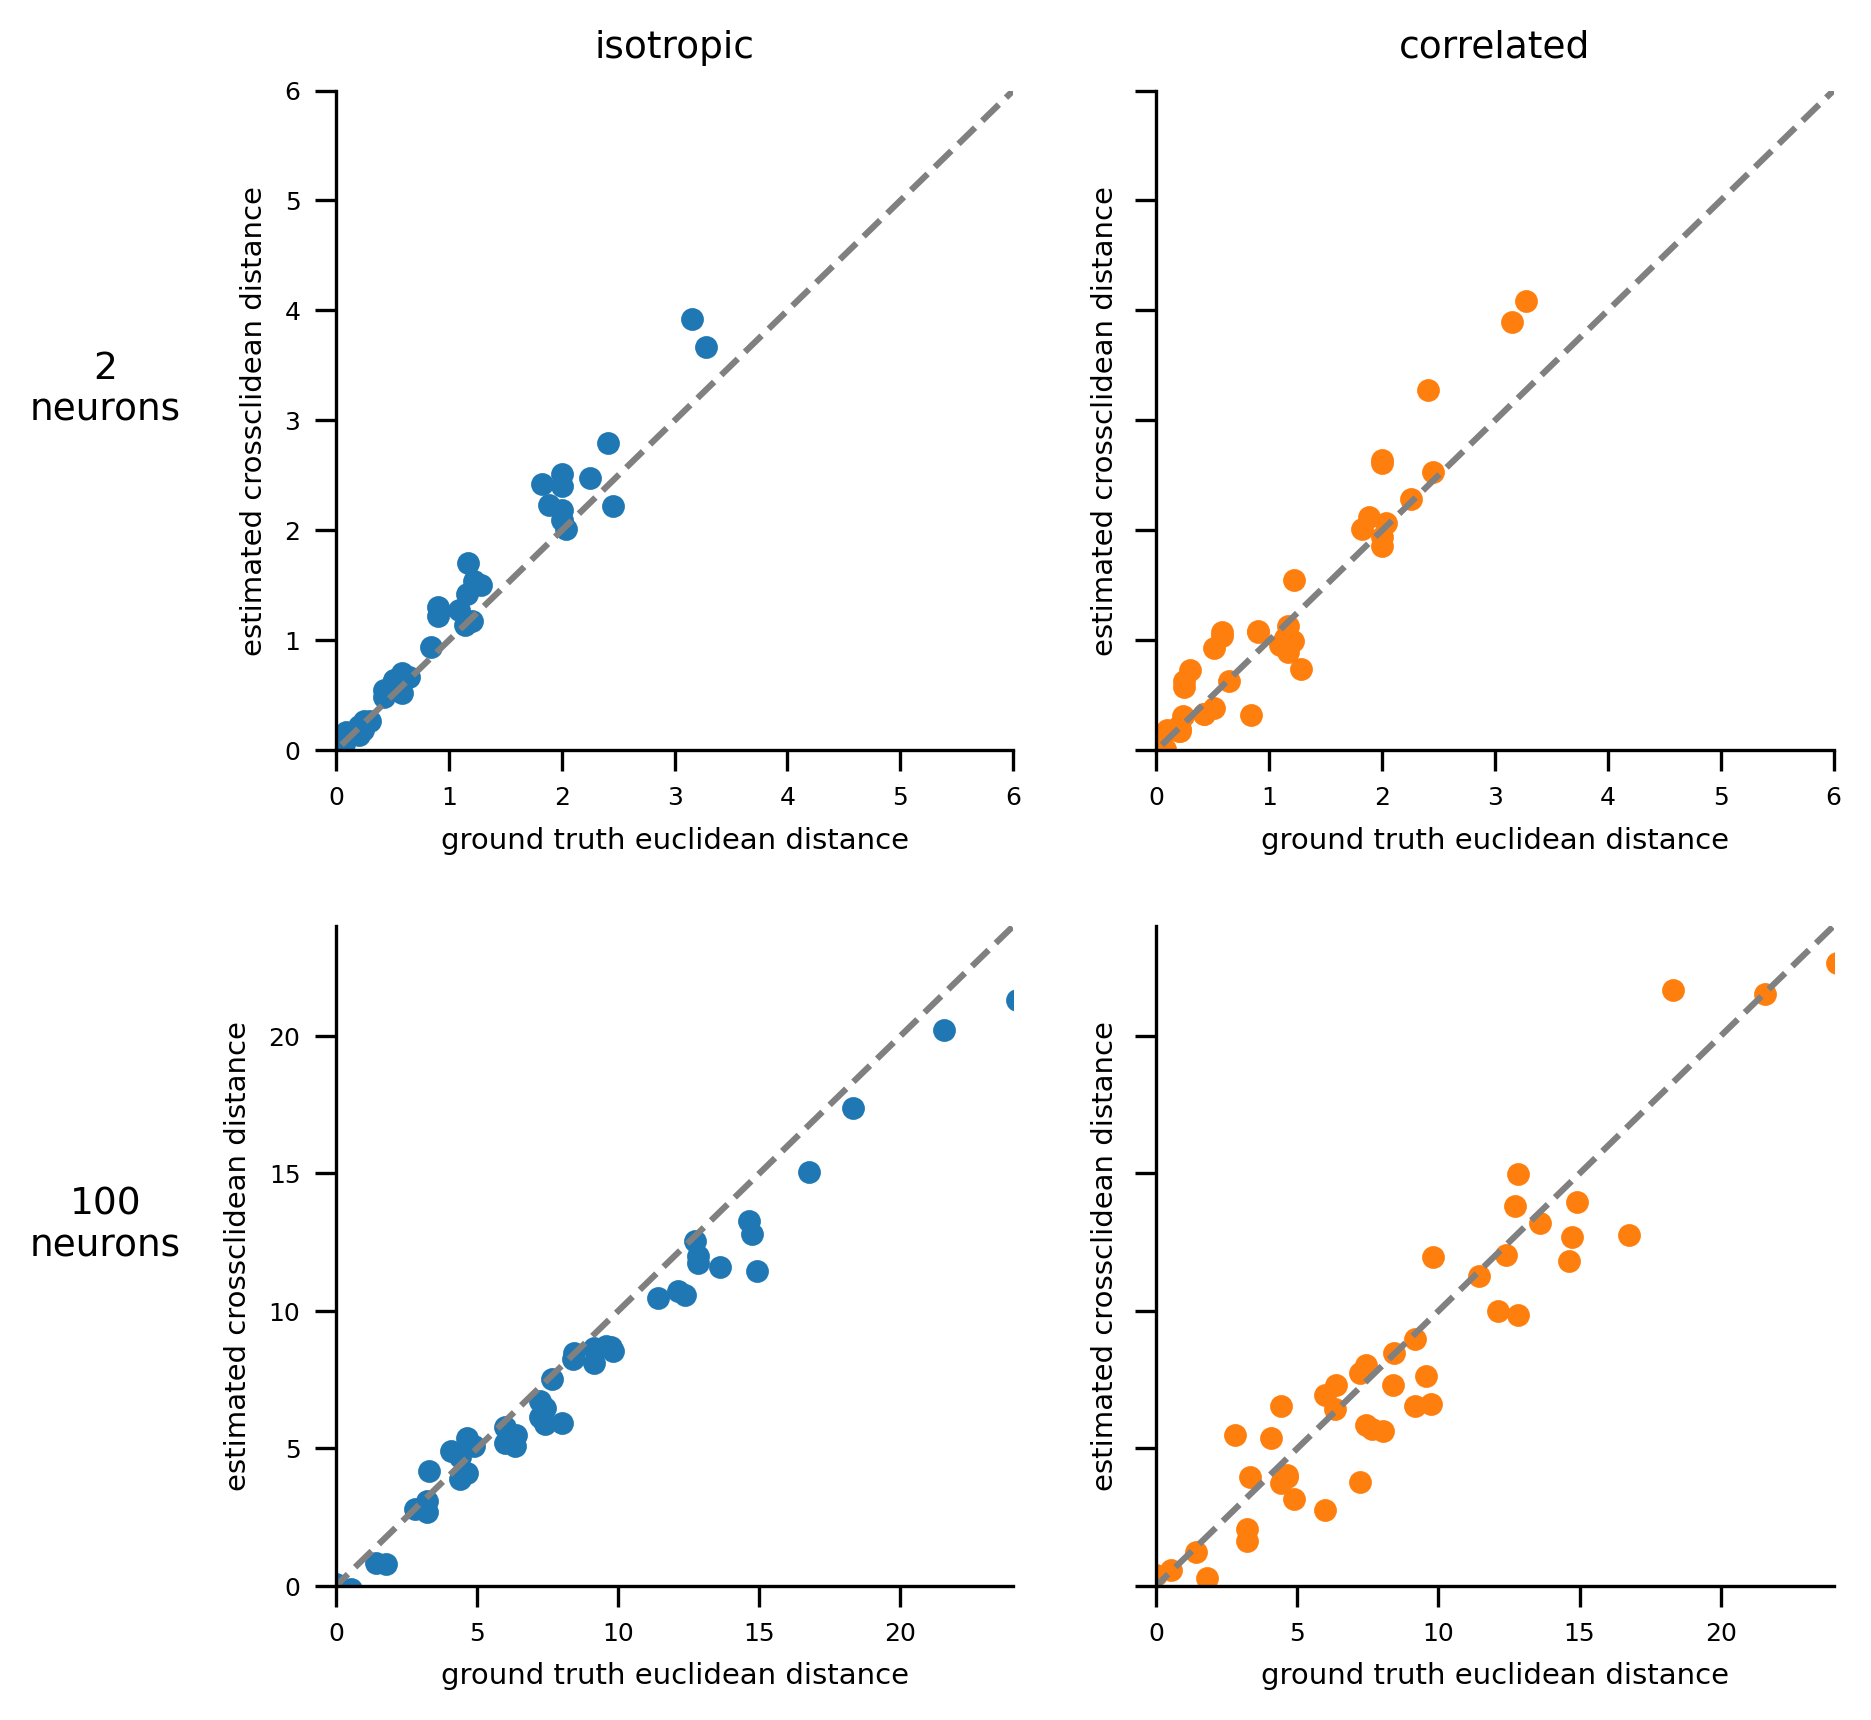 isotropic
correlated
2
neurons
estimated crossclidean distance
6
5
4
3
2
1
0
0 1 2 3 4 5 6
ground truth euclidean distance
estimated crossclidean distance
0 1 2 3 4 5 6
ground truth euclidean distance
100
neurons
estimated crossclidean distance
20
15
10
5
0
0 5 10 15 20
ground truth euclidean distance
estimated crossclidean distance
0 5 10 15 20
ground truth euclidean distance